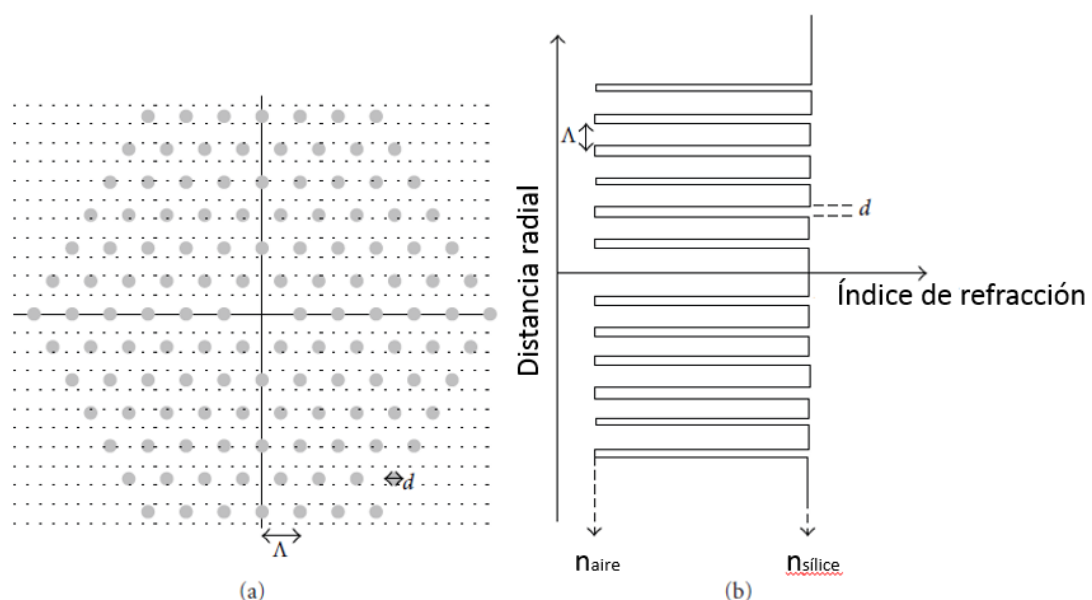 d
Λ
(a)
Distancia radial
Λ
d
Índice de refracción
naire
nsílice
(b)